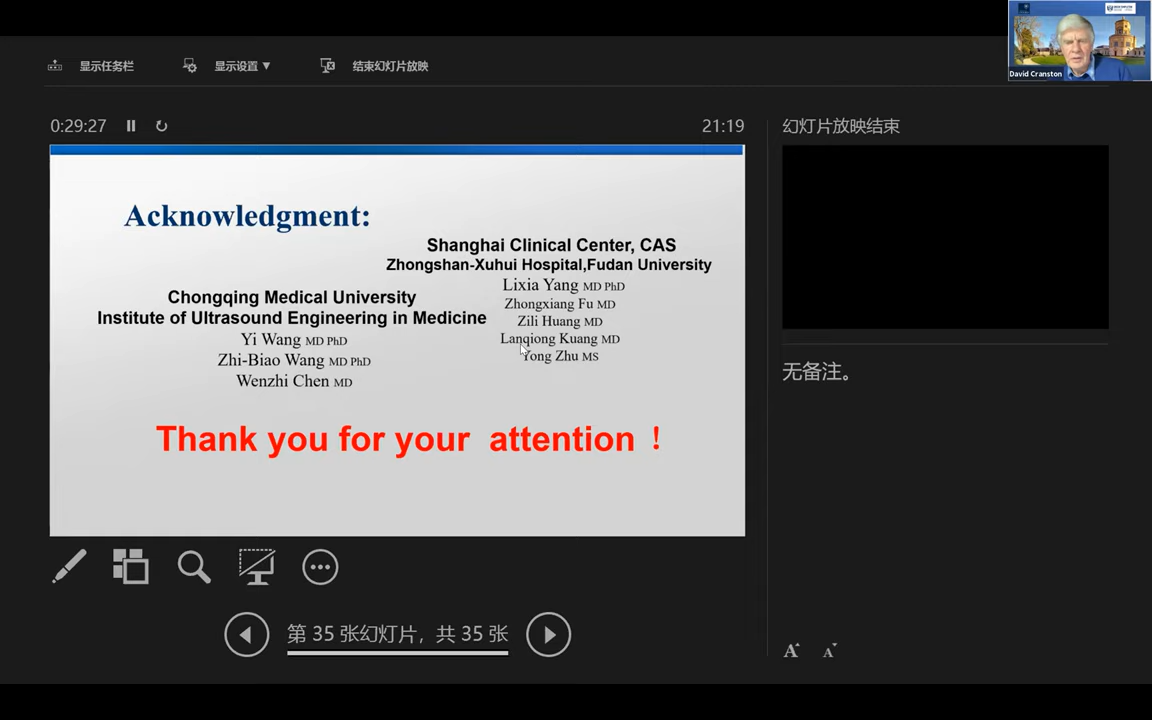 David Cranston
显示任务栏
显示设置 ▼
结束幻灯片放映
0:29:27
21:19
幻灯片放映结束
Acknowledgment:
Shanghai Clinical Center, CAS
Zhongshan-Xuhui Hospital,Fudan University
Lixia Yang MD PhD
Zhongxiang Fu MD
Zili Huang MD
Lanqiong Kuang MD
Yong Zhu MS
Chongqing Medical University
Institute of Ultrasound Engineering in Medicine
Yi Wang MD PhD
Zhi-Biao Wang MD PhD
Wenzhi Chen MD
Thank you for your attention！
无备注。
第 35 张幻灯片，共 35 张
A A